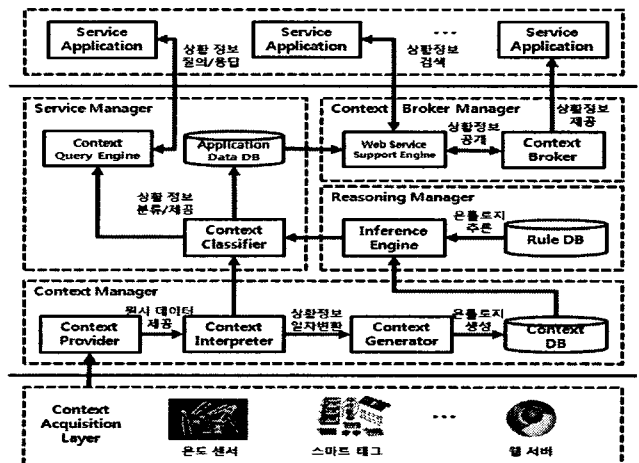 Service
Application
Service
Application
...
Service
Application
상황 정보
질의/응답
상황정보
검색
Service Manager
Context Broker Manager
상황정보
제공
Context
Query Engine
Application
Data DB
Web Service
Support Engine
상황정보
공개
Context
Broker
상황 정보
분류/제공
Context
Classifier
Reasoning Manager
Inference
Engine
온톨로지
추론
Rule DB
Context Manager
원시 데이터
제공
상황정보
일차변환
온톨로지
생성
Context
Provider
Context
Interpreter
Context
Generator
Context
DB
Context
Acquisition
Layer
...
온도 센서
스마트 태그
웹 서버